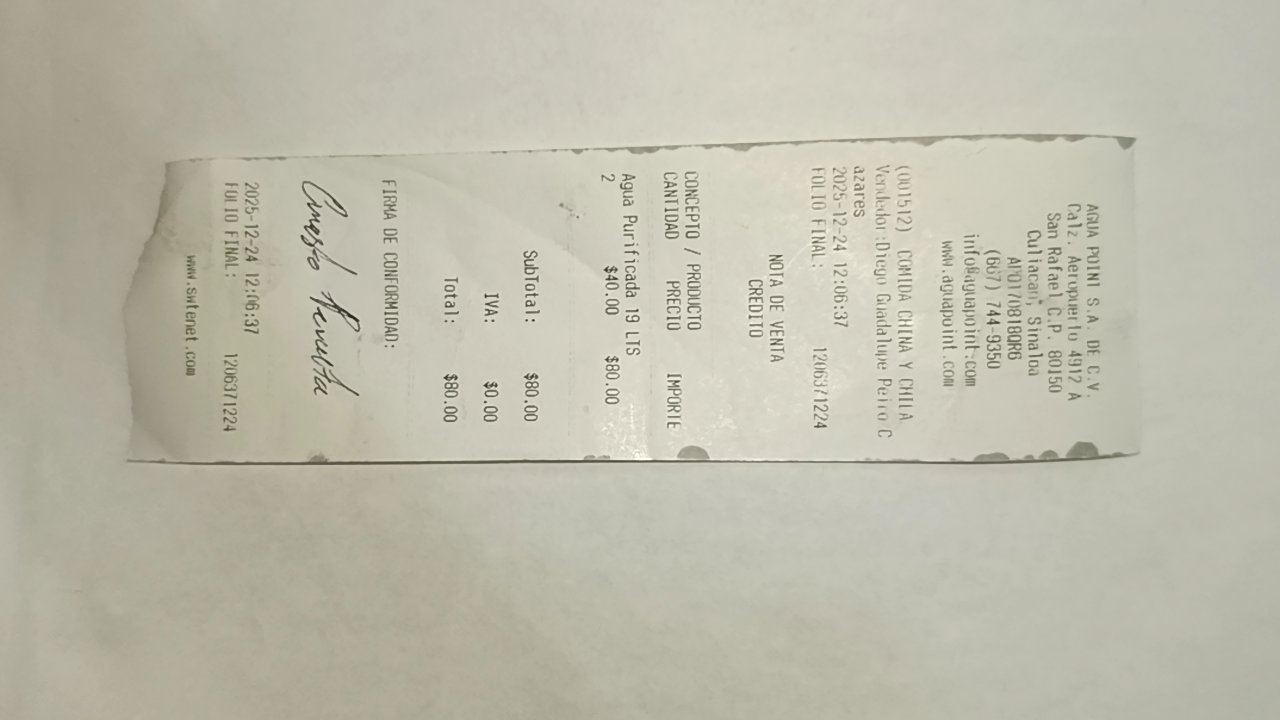 AGUA POINT S.A. DE C.V.
Calz. Aeropuerto 4912 A
San Rafael C.P. 80150
Culiacan, Sinaloa
APO170818QR6
(667) 744-9350
info@aguapoint.com
www.aguapoint.com
(001512) COMIDA CHINA Y CHILA
Vendedor:Diego Guadalupe Peiro C
azares
2025-12-24 12:06:37
FOLIO FINAL: 1206371224
NOTA DE VENTA
CREDITO
CONCEPTO / PRODUCTO
CANTIDAD PRECIO IMPORTE
Agua Purificada 19 LTS
2 $40.00 $80.00
SubTotal: $80.00
IVA: $0.00
Total: $80.00
FIRMA DE CONFORMIDAD:
2025-12-24 12:06:37
FOLIO FINAL: 1206371224
www.swtenet.com